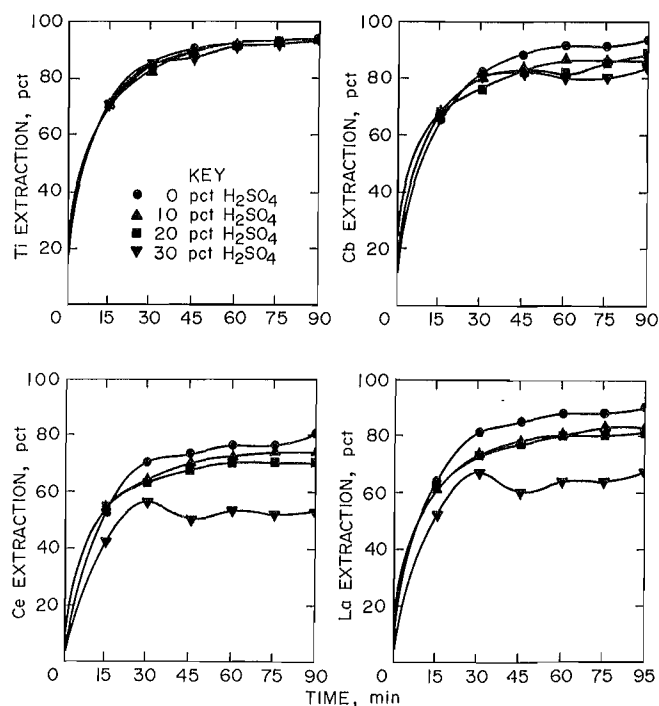 100
80
60
40
20
0
Ti EXTRACTION, pct
KEY
0 pct H₂SO₄
10 pct H₂SO₄
20 pct H₂SO₄
30 pct H₂SO₄
15 30 45 60 75 90
100
80
60
40
20
Cb EXTRACTION, pct
0 15 30 45 60 75 90
100
80
60
40
20
Ce EXTRACTION, pct
0 15 30 45 60 75 90
100
80
60
40
20
La EXTRACTION, pct
0 15 30 45 60 75 95
TIME, min